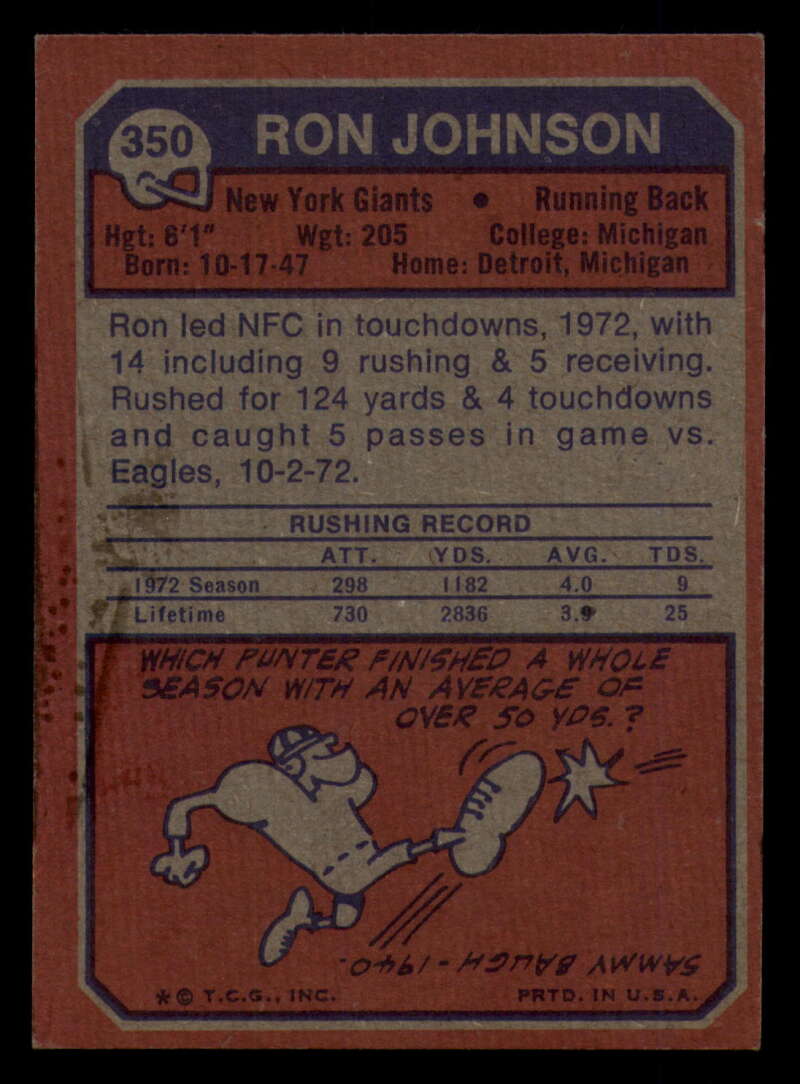 350
RON JOHNSON
New York Giants • Running Back
Hgt: 6'1" Wgt: 205 College: Michigan
Born: 10-17-47 Home: Detroit, Michigan
Ron led NFC in touchdowns, 1972, with
14 including 9 rushing & 5 receiving.
Rushed for 124 yards & 4 touchdowns
and caught 5 passes in game vs.
Eagles, 10-2-72.
RUSHING RECORD
ATT. YDS. AVG. TDS.
1972 Season 298 1182 4.0 9
Lifetime 730 2836 3.9 25
WHICH PUNTER FINISHED A WHOLE
SEASON WITH AN AVERAGE OF
OVER 50 YDS.?
SAMMY BAUGH - 1940.
* © T.C.G., INC. PRTD. IN U.S.A.